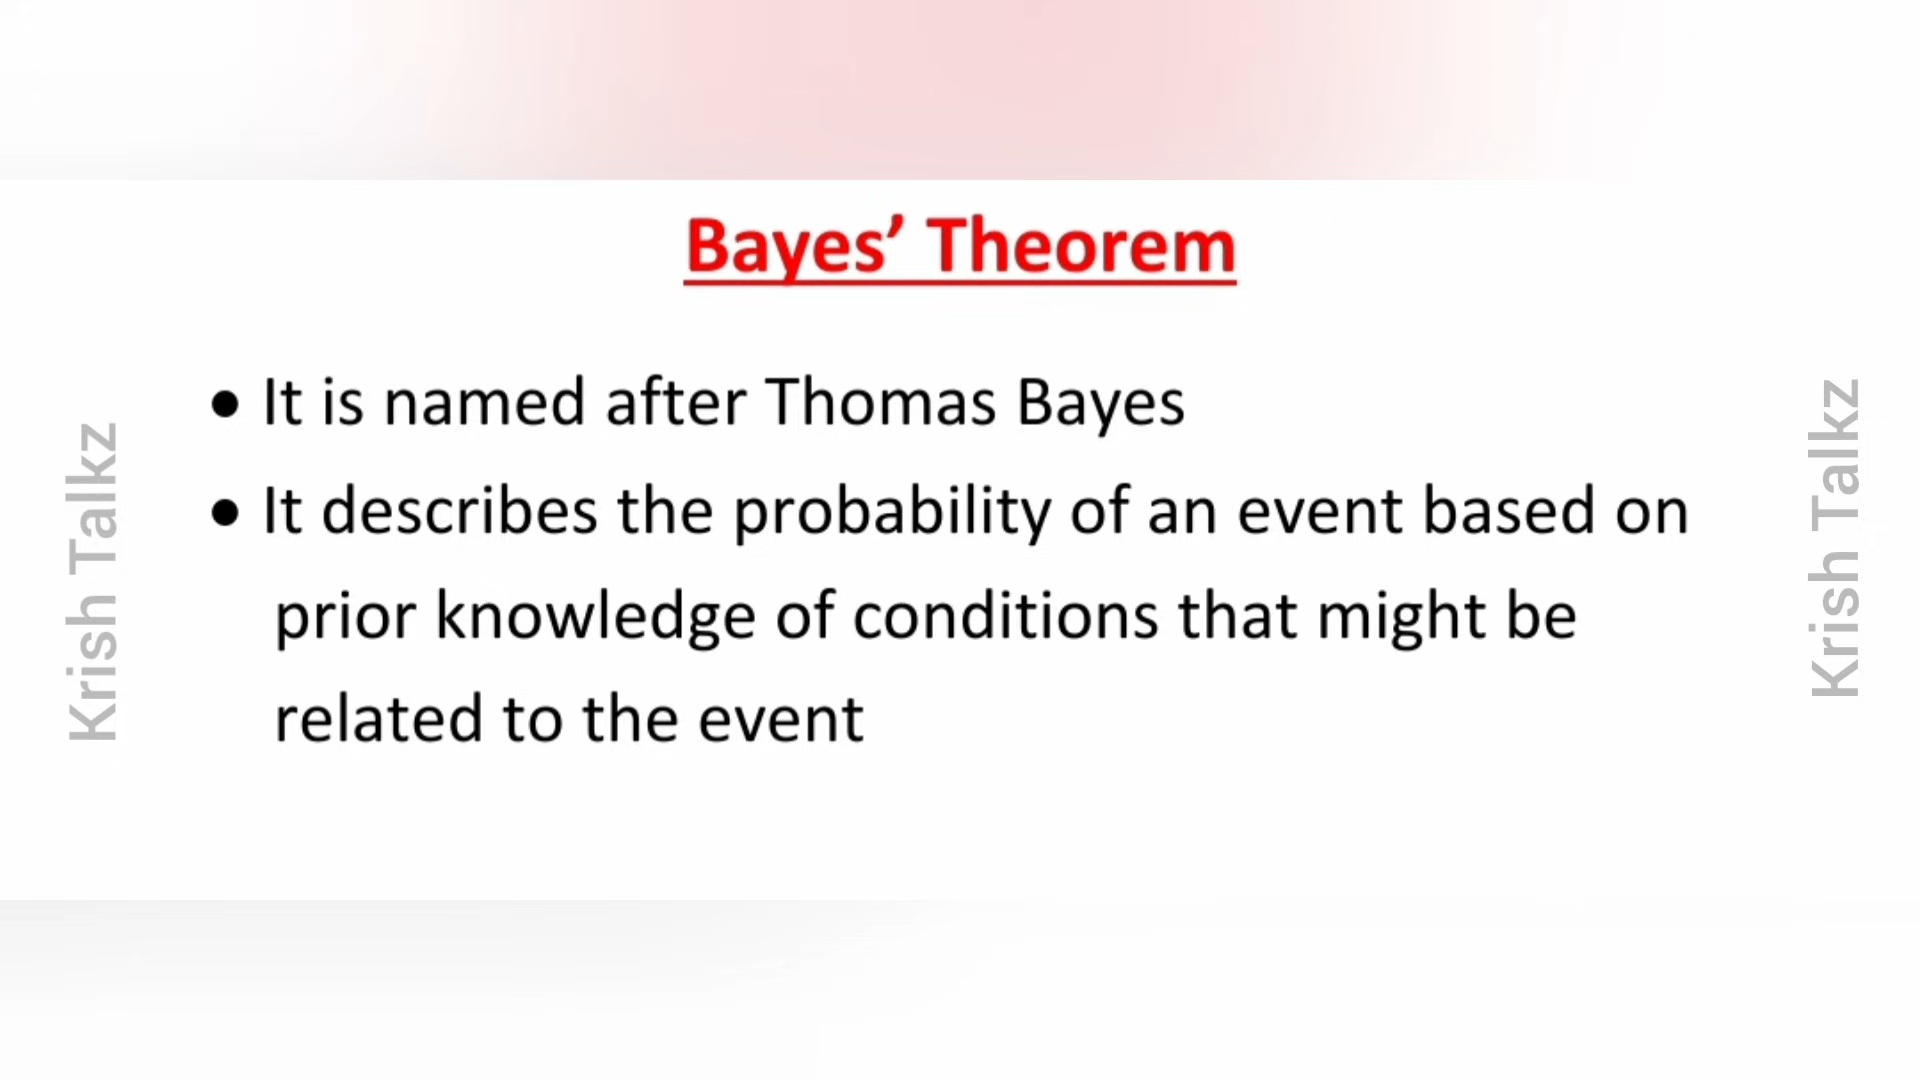 Bayes’ Theorem
• It is named after Thomas Bayes
• It describes the probability of an event based on
prior knowledge of conditions that might be
related to the event
Krish Talkz
Krish Talkz